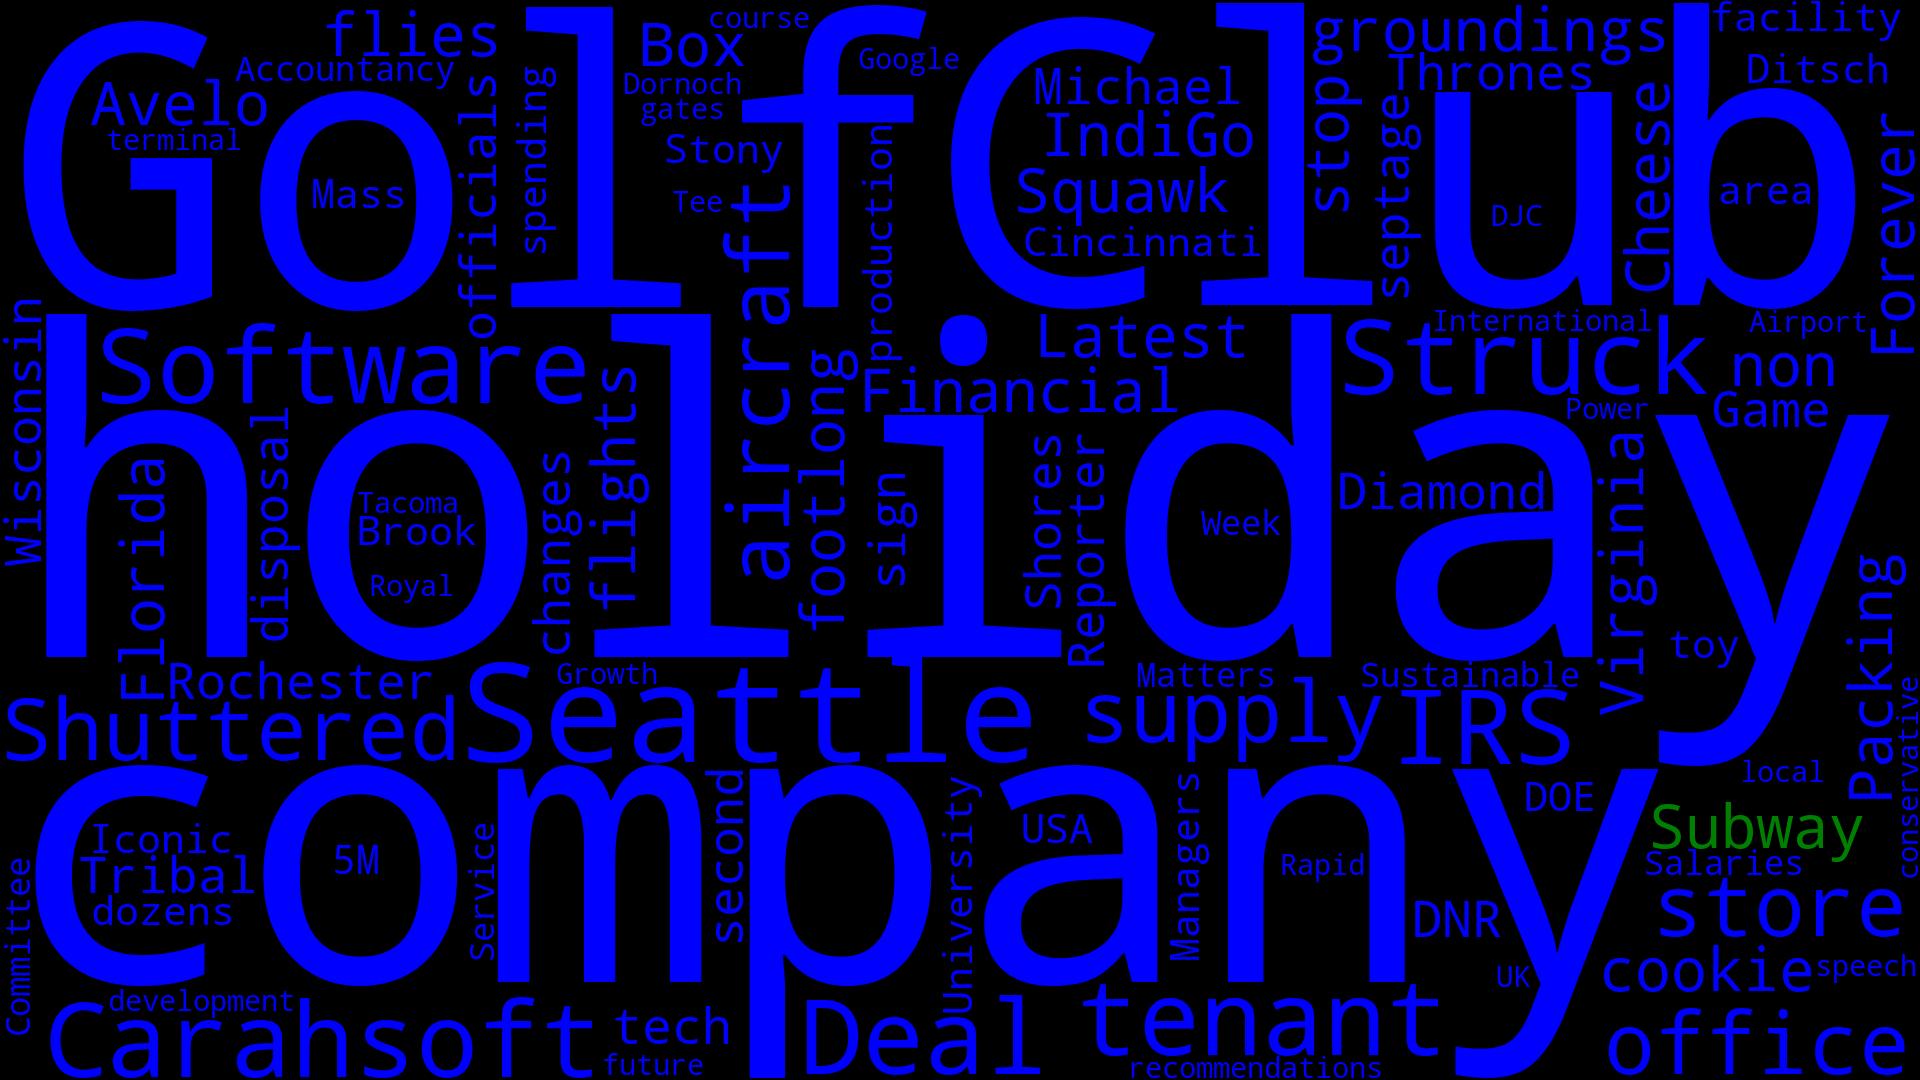 Golf Club
holiday
company
flies
Accountancy
Avelo
terminal
Mass
officials
spending
Box
course
Dornoch
gates
Google
Stony
Tee
aircraft
production
Michael
IndiGo
Squawk
Cincinnati
groundings
Thrones
stop
septage
DJC
Cheese
facility
Ditsch
area
Forever
Wisconsin
Software
Florida
disposal
Tacoma
Brook
Royal
changes
flights
footlong
Financial
Latest
sign
Shores
Reporter
Week
International
Struck
Airport
non
Power
Game
Diamond
Virginia
toy
Packing
conservative
Rochester
Shuttered
Growth
Seattle
Matters
supply
Sustainable
IRS
local
Iconic
Tribal
dozens
5M
Service
second
University
USA
Managers
Rapid
DOE
DNR
UK
Subway
Salaries
store
cookie
speech
office
Committee
development
Carahsoft
tech
future
Deal
tenant
recommendations